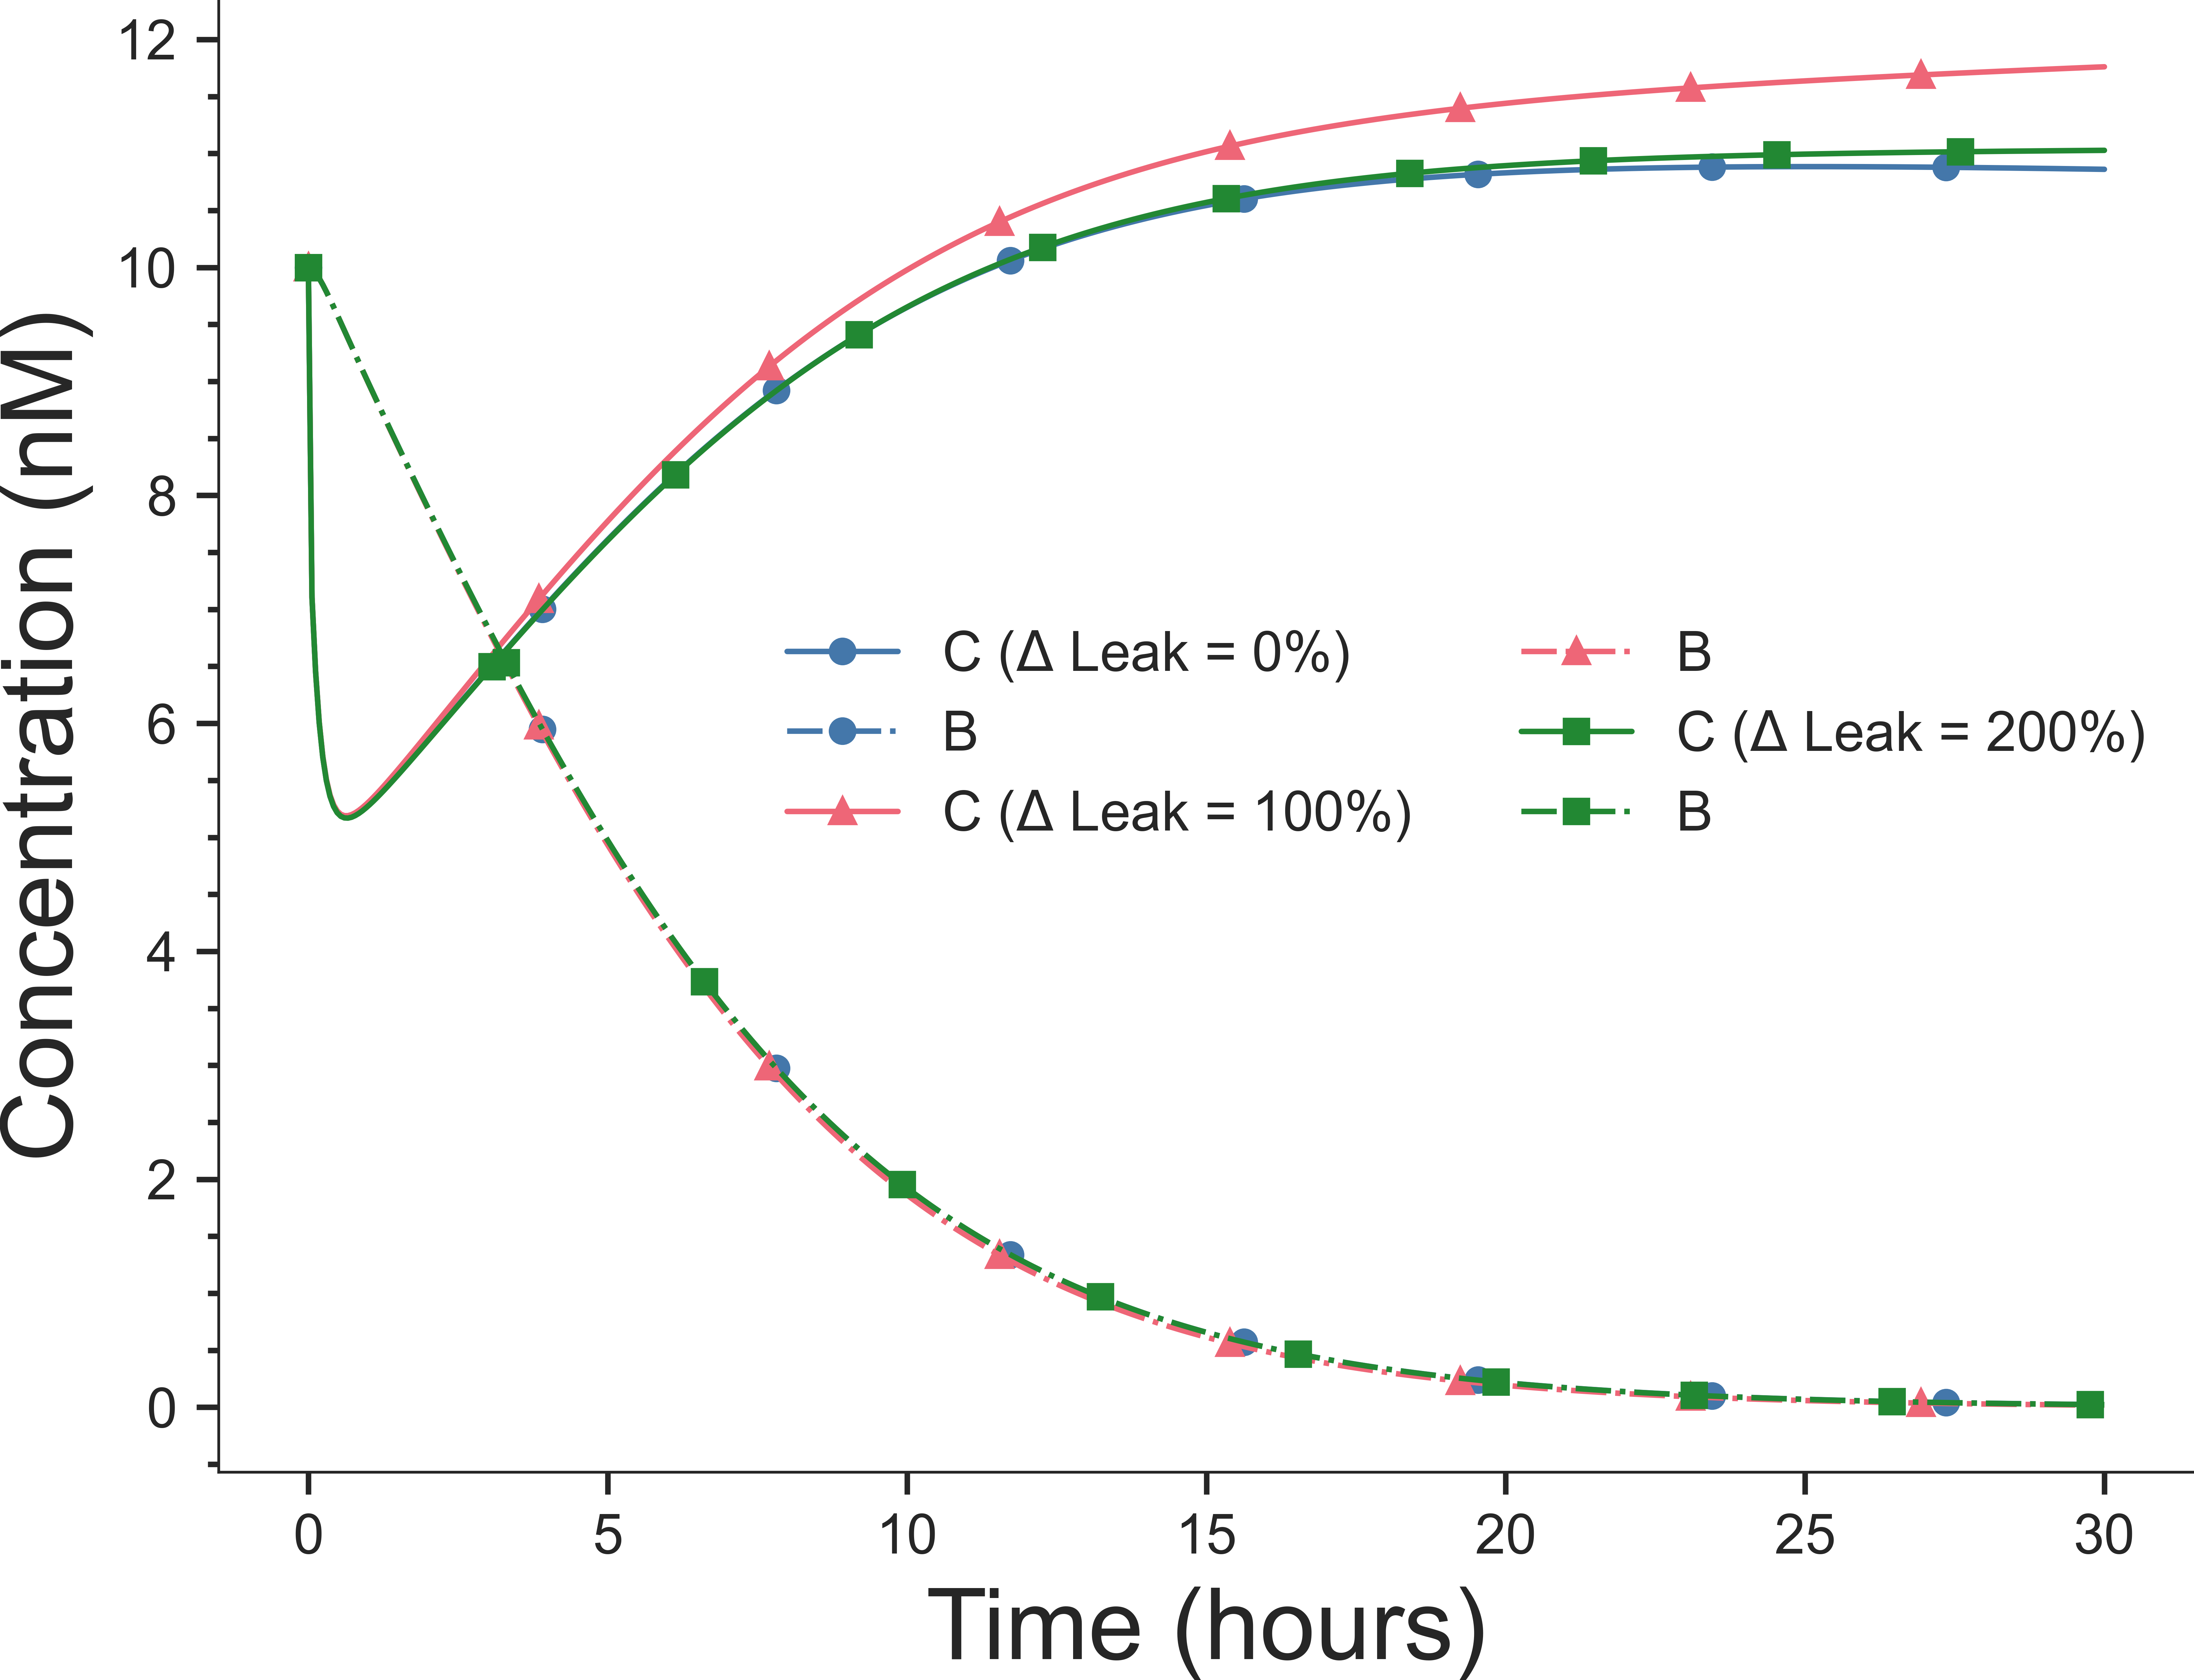 Concentration (nM)
12
10
8
6
4
2
0
C (Δ Leak = 0%)
B
C (Δ Leak = 100%)
B
C (Δ Leak = 200%)
B
0 5 10 15 20 25 30
Time (hours)